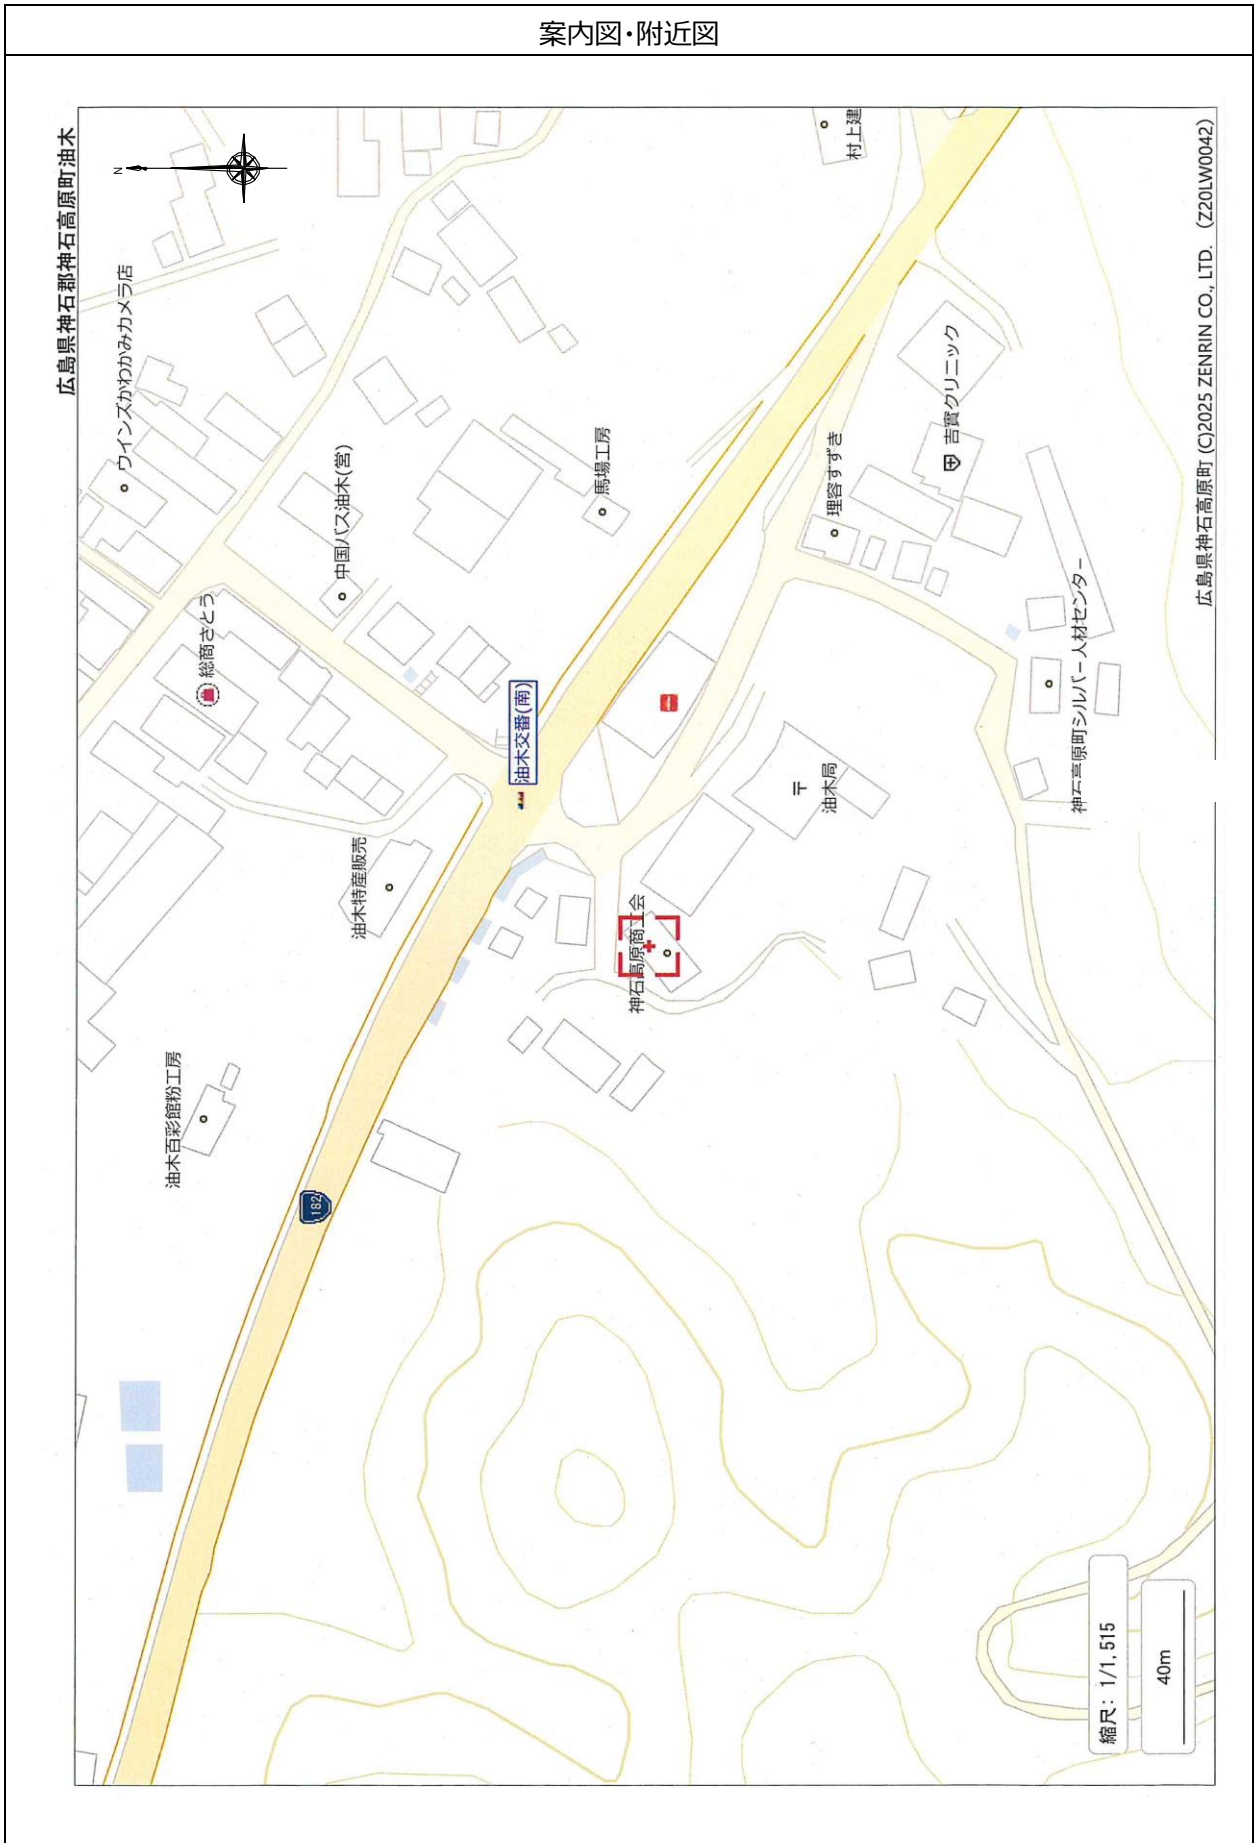 案内図・附近図
広島県神石郡神石高原町油木
N
ウインズかわかみカメラ店
村上建
中国バス油木(営)
総商さとう
馬場工房
吉實クリニック
理容すずき
油木交番(南)
油木局
神石高原町シルバー人材センター
油木特産販売
神石高原商工会
油木百彩館粉工房
182
縮尺: 1/1,515
40m
広島県神石高原町 (C)2025 ZENRIN CO., LTD. (Z20LW0042)